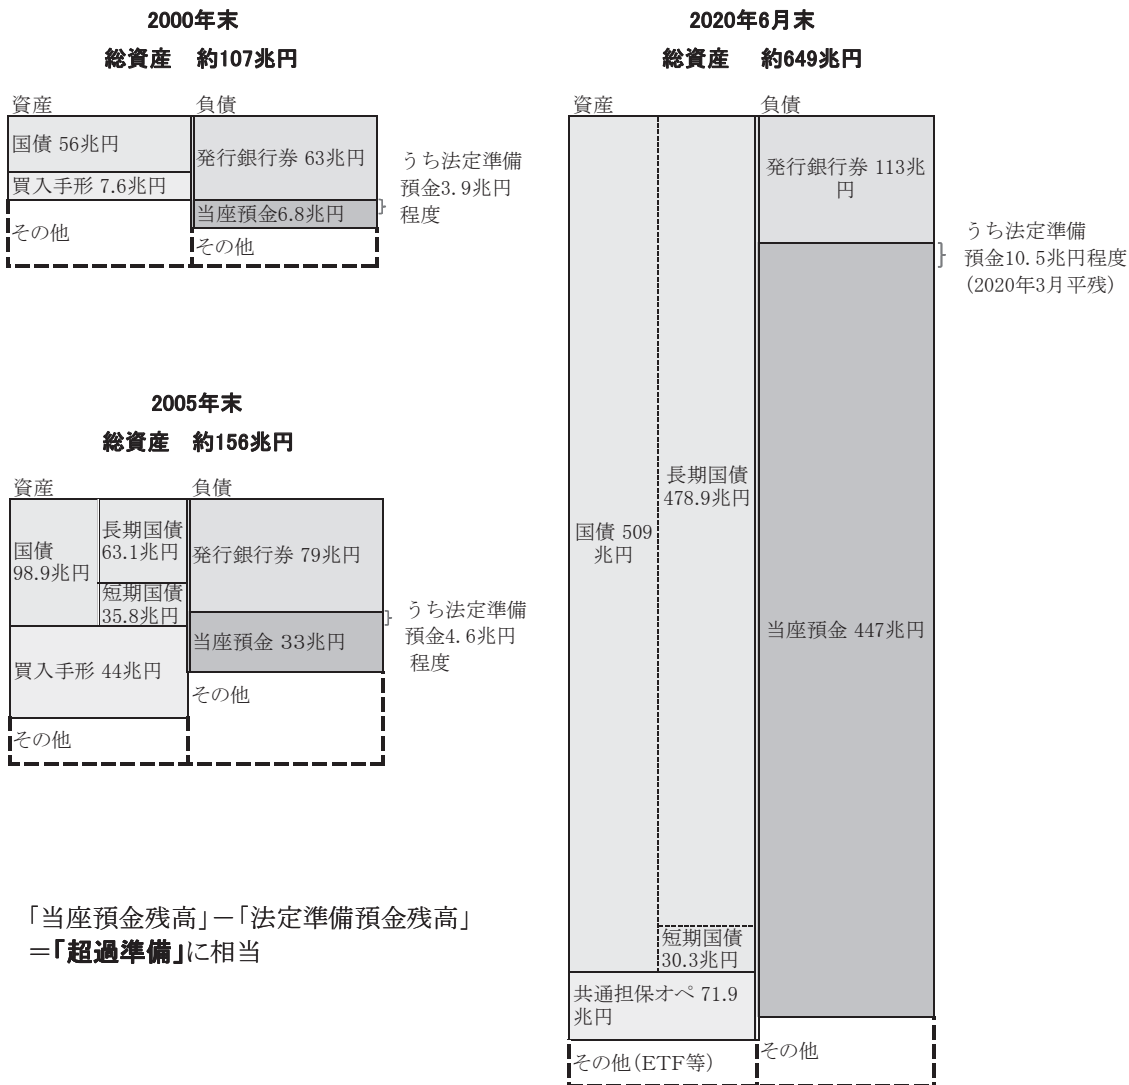 2000年末
総資産　約107兆円
資産
負債
国債 56兆円
買入手形 7.6兆円
その他
発行銀行券 63兆円
当座預金6.8兆円
その他
うち法定準備
預金3.9兆円
程度
2005年末
総資産　約156兆円
資産
負債
国債
98.9兆円
長期国債
63.1兆円
短期国債
35.8兆円
買入手形 44兆円
その他
発行銀行券 79兆円
当座預金 33兆円
その他
うち法定準備
預金4.6兆円
程度
「当座預金残高」－「法定準備預金残高」
＝「超過準備」に相当
2020年6月末
総資産　約649兆円
資産
負債
国債 509
兆円
長期国債
478.9兆円
短期国債
30.3兆円
共通担保オペ 71.9
兆円
その他（ETF等）
発行銀行券 113兆
円
当座預金 447兆円
その他
うち法定準備
預金10.5兆円程度
（2020年3月平残）